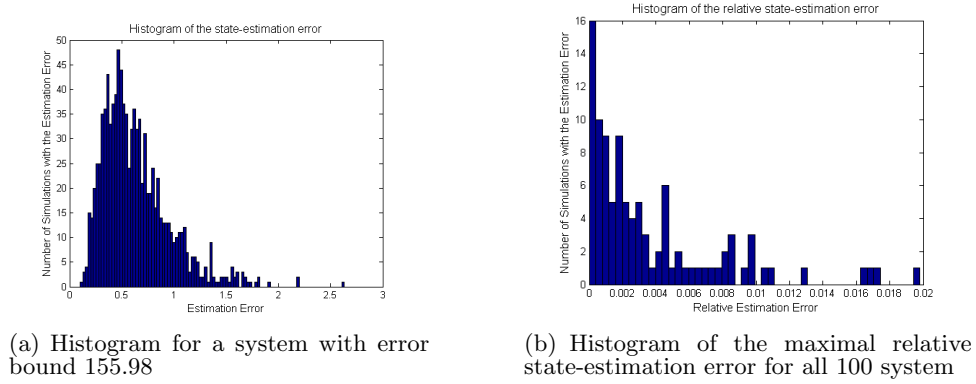 Histogram of the state-estimation error
50
45
40
35
30
25
20
15
10
5
0
Number of Simulations with the Estimation Error
0 0.5 1 1.5 2 2.5 3
Estimation Error
(a) Histogram for a system with error
bound 155.98
Histogram of the relative state-estimation error
16
14
12
10
8
6
4
2
0
Number of Simulations with the Estimation Error
0 0.002 0.004 0.006 0.008 0.01 0.012 0.014 0.016 0.018 0.02
Relative Estimation Error
(b) Histogram of the maximal relative
state-estimation error for all 100 system